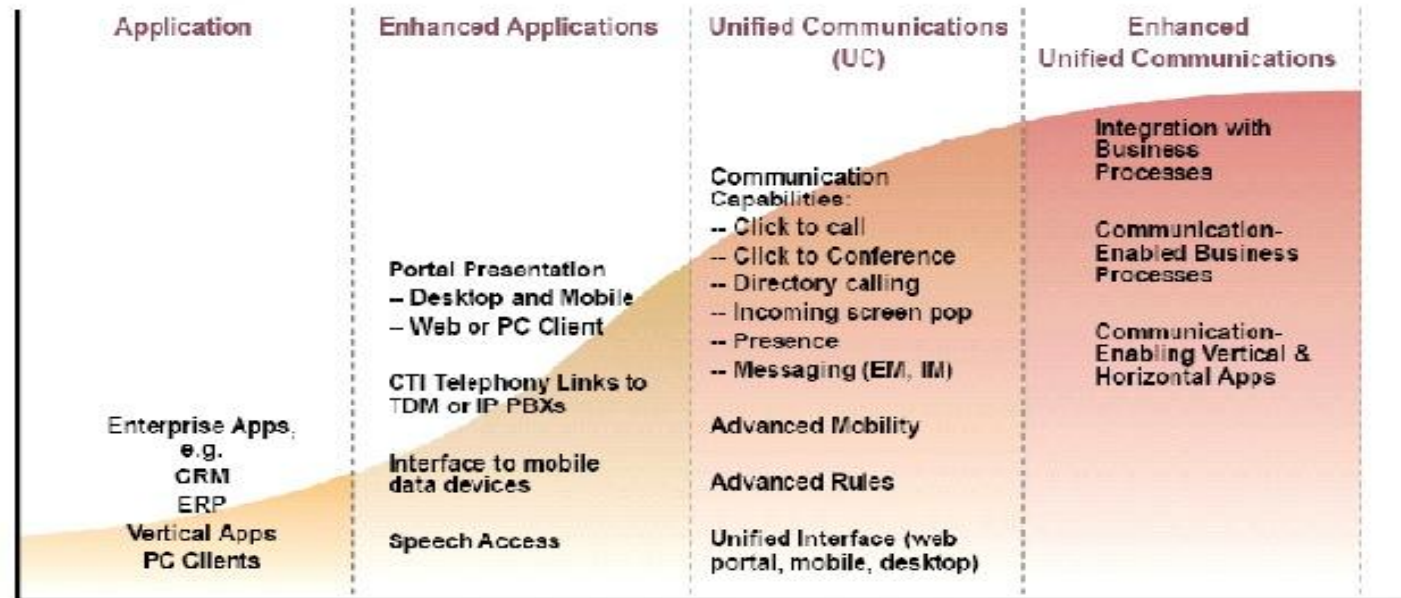 Application
Enhanced Applications
Unified Communications
(UC)
Enhanced
Unified Communications
Enterprise Apps,
e.g.
CRM
ERP
Vertical Apps
PC Clients
Portal Presentation
– Desktop and Mobile
– Web or PC Client
CTI Telephony Links to
TDM or IP PBXs
Interface to mobile
data devices
Speech Access
Communication
Capabilities:
-- Click to call
-- Click to Conference
-- Directory calling
-- Incoming screen pop
-- Presence
-- Messaging (EM, IM)
Advanced Mobility
Advanced Rules
Unified Interface (web
portal, mobile, desktop)
Integration with
Business
Processes
Communication-
Enabled Business
Processes
Communication-
Enabling Vertical &
Horizontal Apps